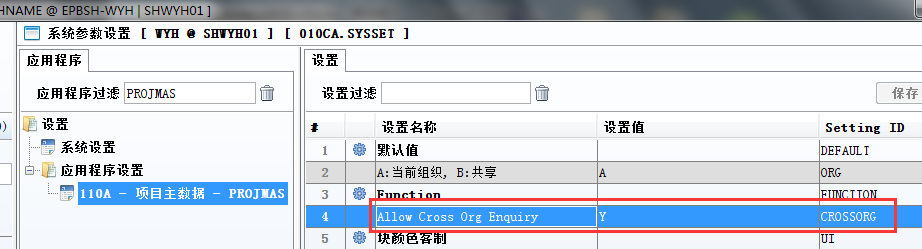 HNAME @ EPBSH-WYH | SHWYH01 ]
系统参数设置 [ WYH @ SHWYH01 ] [ 010CA.SYSSET ]
应用程序
设置
应用程序过滤 PROJMAS
设置过滤
保存
设置
系统设置
应用程序设置
110A - 项目主数据 - PROJMAS
# 设置名称 设置值 Setting ID
1 默认值 DEFAULT
2 A:当前组织, B:共享 A ORG
3 Function FUNCTION
4 Allow Cross Org Enquiry Y CROSSORG
5 块颜色客制 UI